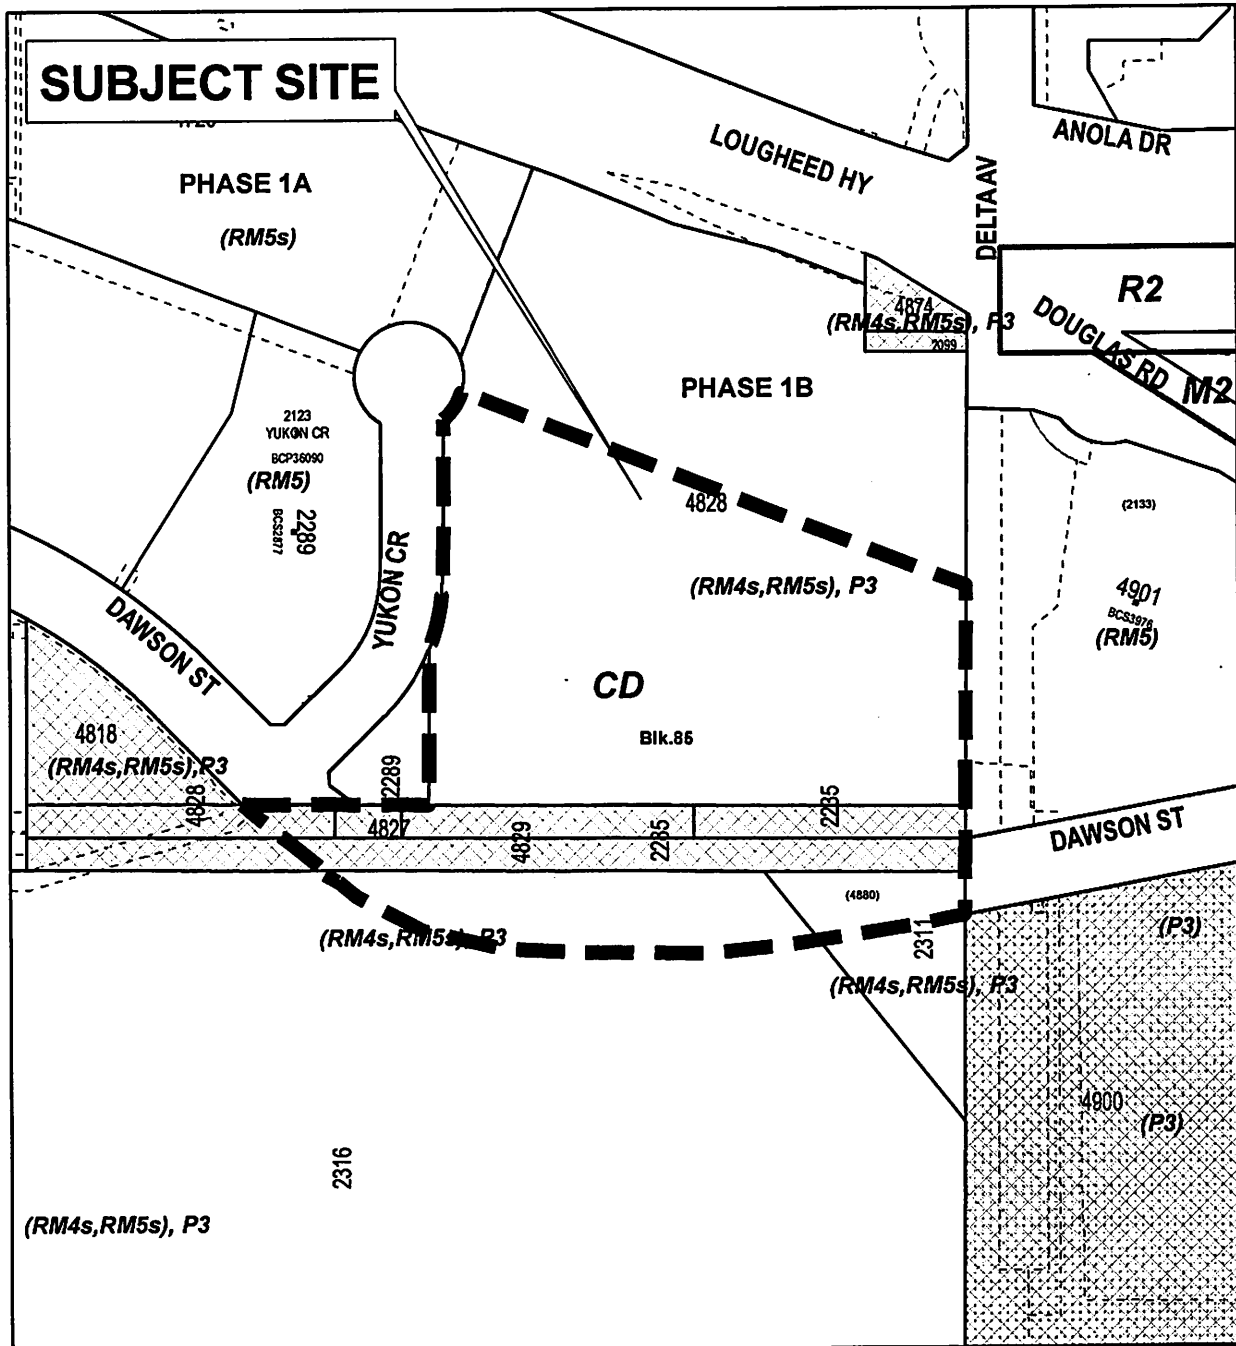 SUBJECT SITE
PHASE 1A
(RM5s)
LOUGHEED HY
ANOLA DR
DELTA AV
R2
4874
(RM4s,RM5s), P3
2099
DOUGLAS RD
M2
PHASE 1B
2123
YUKON CR
BCP36090
(RM5)
2289
BCS2877
4828
(2133)
YUKON CR
(RM4s,RM5s), P3
4901
BCS3976
(RM5)
DAWSON ST
CD
Blk.85
4818
(RM4s,RM5s),P3
4828
2289
4827
4829
2235
2235
DAWSON ST
(4880)
(RM4s,RM5s), P3
2311
(P3)
(RM4s,RM5s), P3
4900
(P3)
2316
(RM4s,RM5s), P3